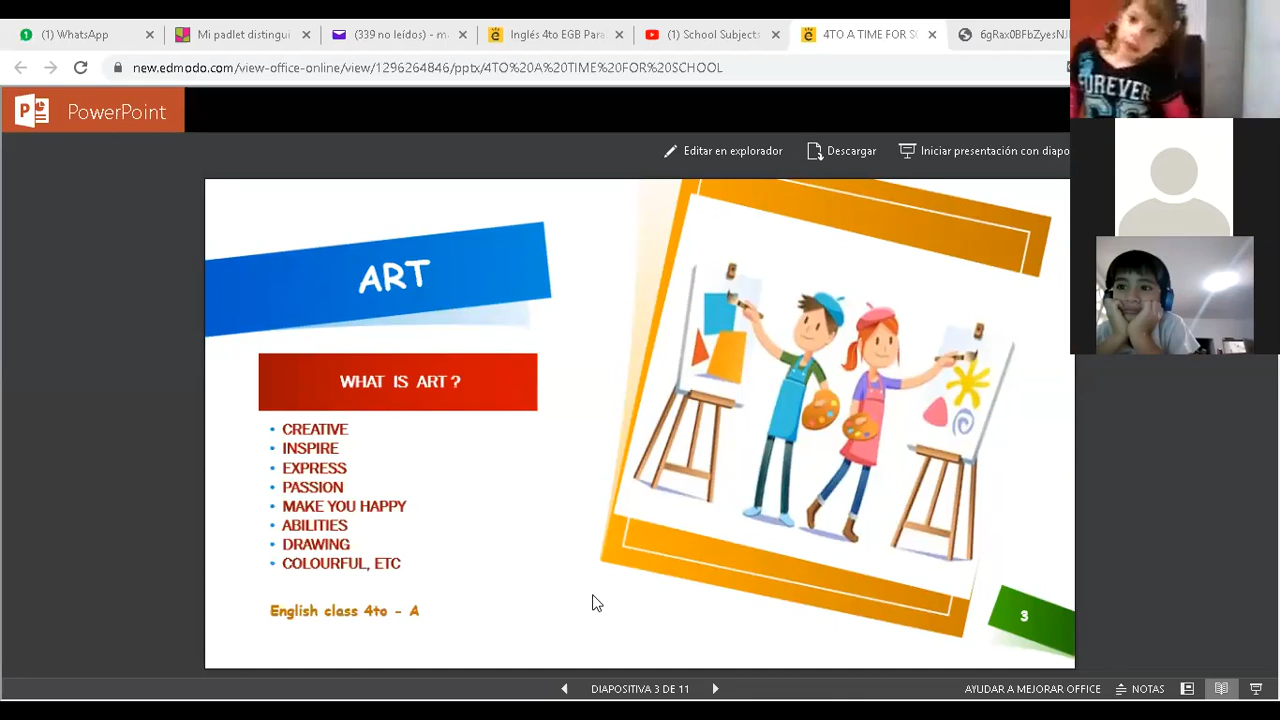 (1) WhatsApp
Mi padlet distingui
(339 no leídos) - m
Inglés 4to EGB Para
(1) School Subjects
4TO A TIME FOR S
6gRax0BFbZyesNJ
new.edmodo.com/view-office-online/view/1296264846/pptx/4TO%20A%20TIME%20FOR%20SCHOOL
PowerPoint
Editar en explorador
Descargar
Iniciar presentación con diapo
FOREVER
ART
WHAT IS ART?
• CREATIVE
• INSPIRE
• EXPRESS
• PASSION
• MAKE YOU HAPPY
• ABILITIES
• DRAWING
• COLOURFUL, ETC
English class 4to - A
3
DIAPOSITIVA 3 DE 11
AYUDAR A MEJORAR OFFICE
NOTAS